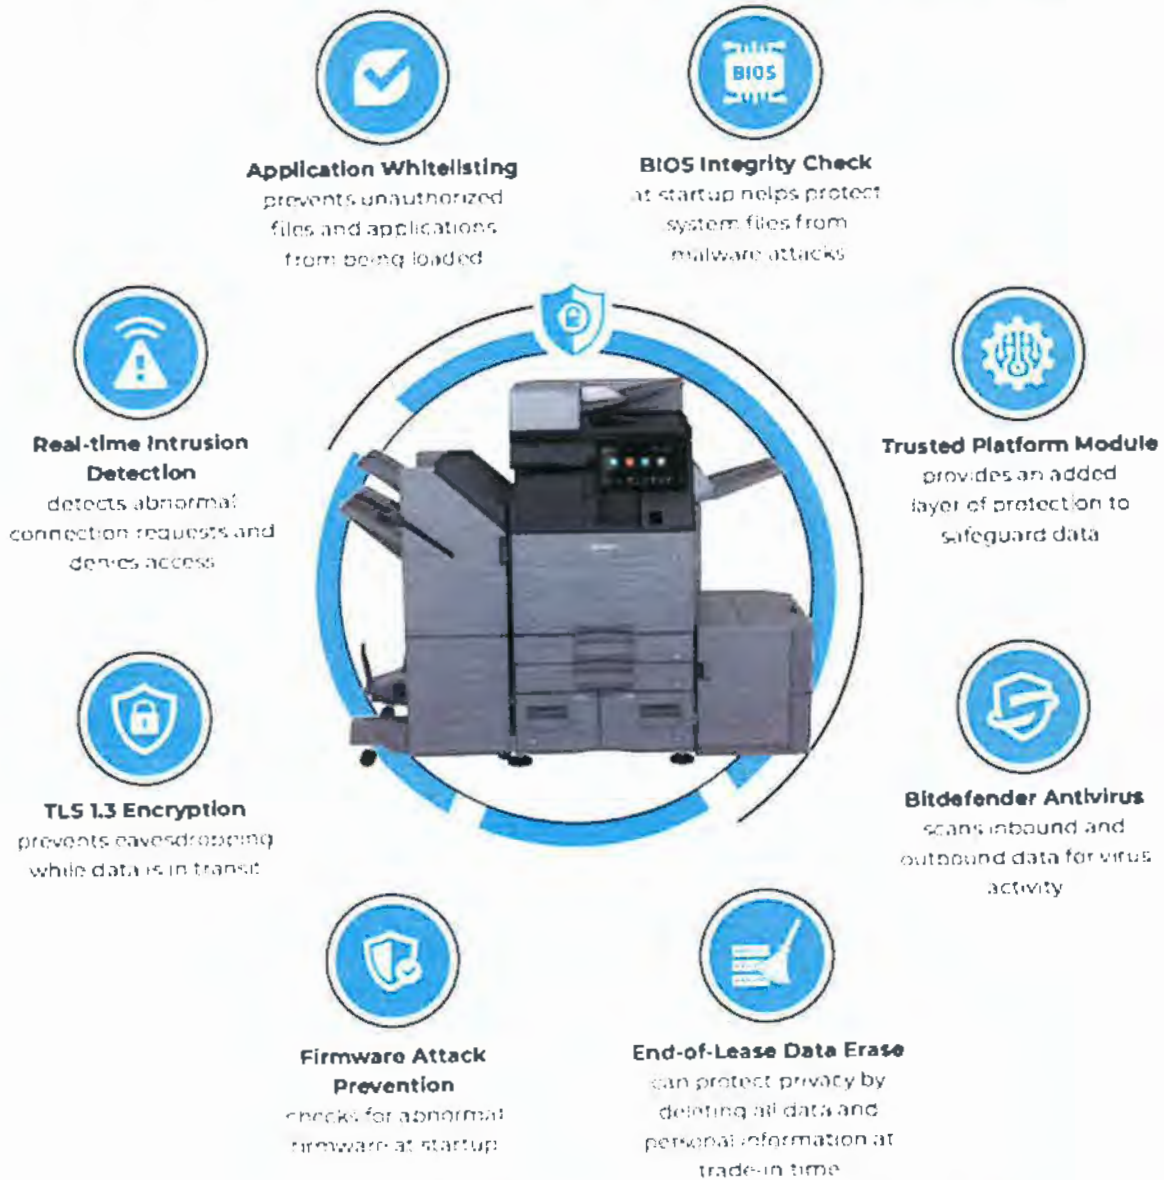 BIOS
Application Whitelisting
prevents unauthorized
files and applications
from being loaded
BIOS Integrity Check
at startup helps protect
system files from
malware attacks
Real-time Intrusion
Detection
detects abnormal
connection requests and
denies access
Trusted Platform Module
provides an added
layer of protection to
safeguard data
TLS 1.3 Encryption
prevents eavesdropping
while data is in transit
Bitdefender Antivirus
scans inbound and
outbound data for virus
activity
Firmware Attack
Prevention
checks for abnormal
firmware at startup
End-of-Lease Data Erase
can protect privacy by
deleting all data and
personal information at
trade-in time